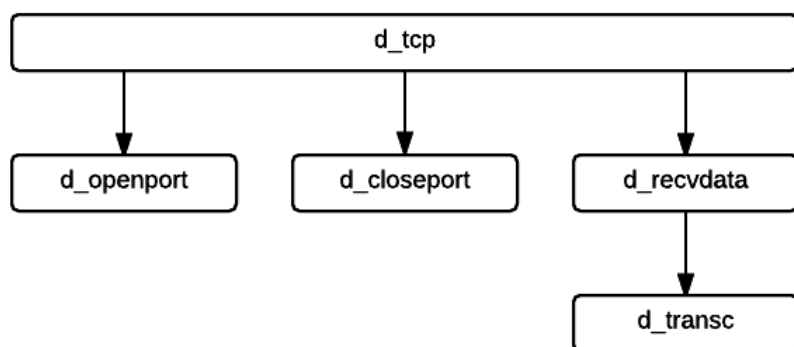 d_tcp
d_openport
d_closeport
d_recvdata
d_transc